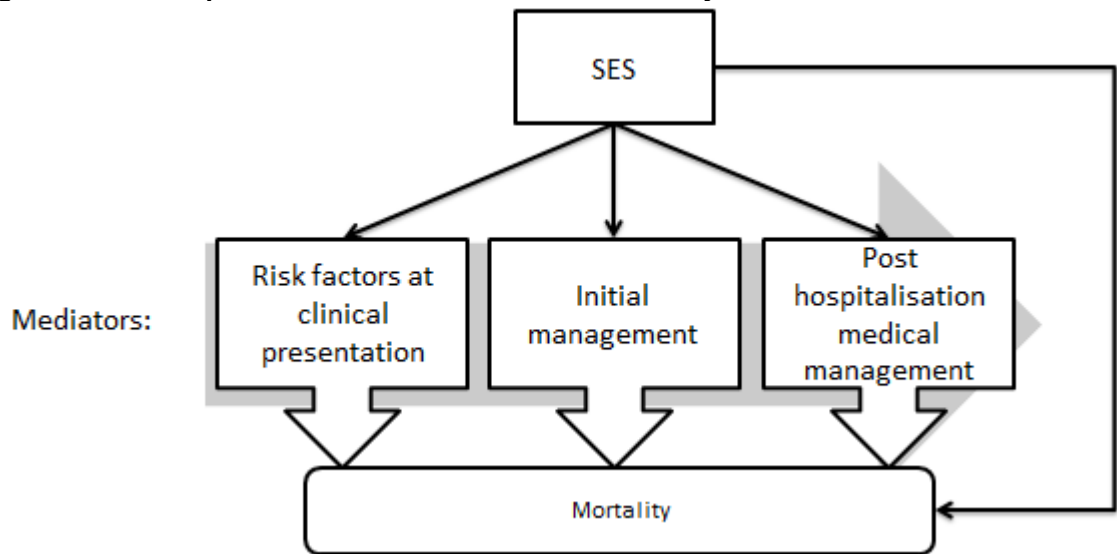 SES
Mediators:
Risk factors at
clinical
presentation
Initial
management
Post
hospitalisation
medical
management
Mortality